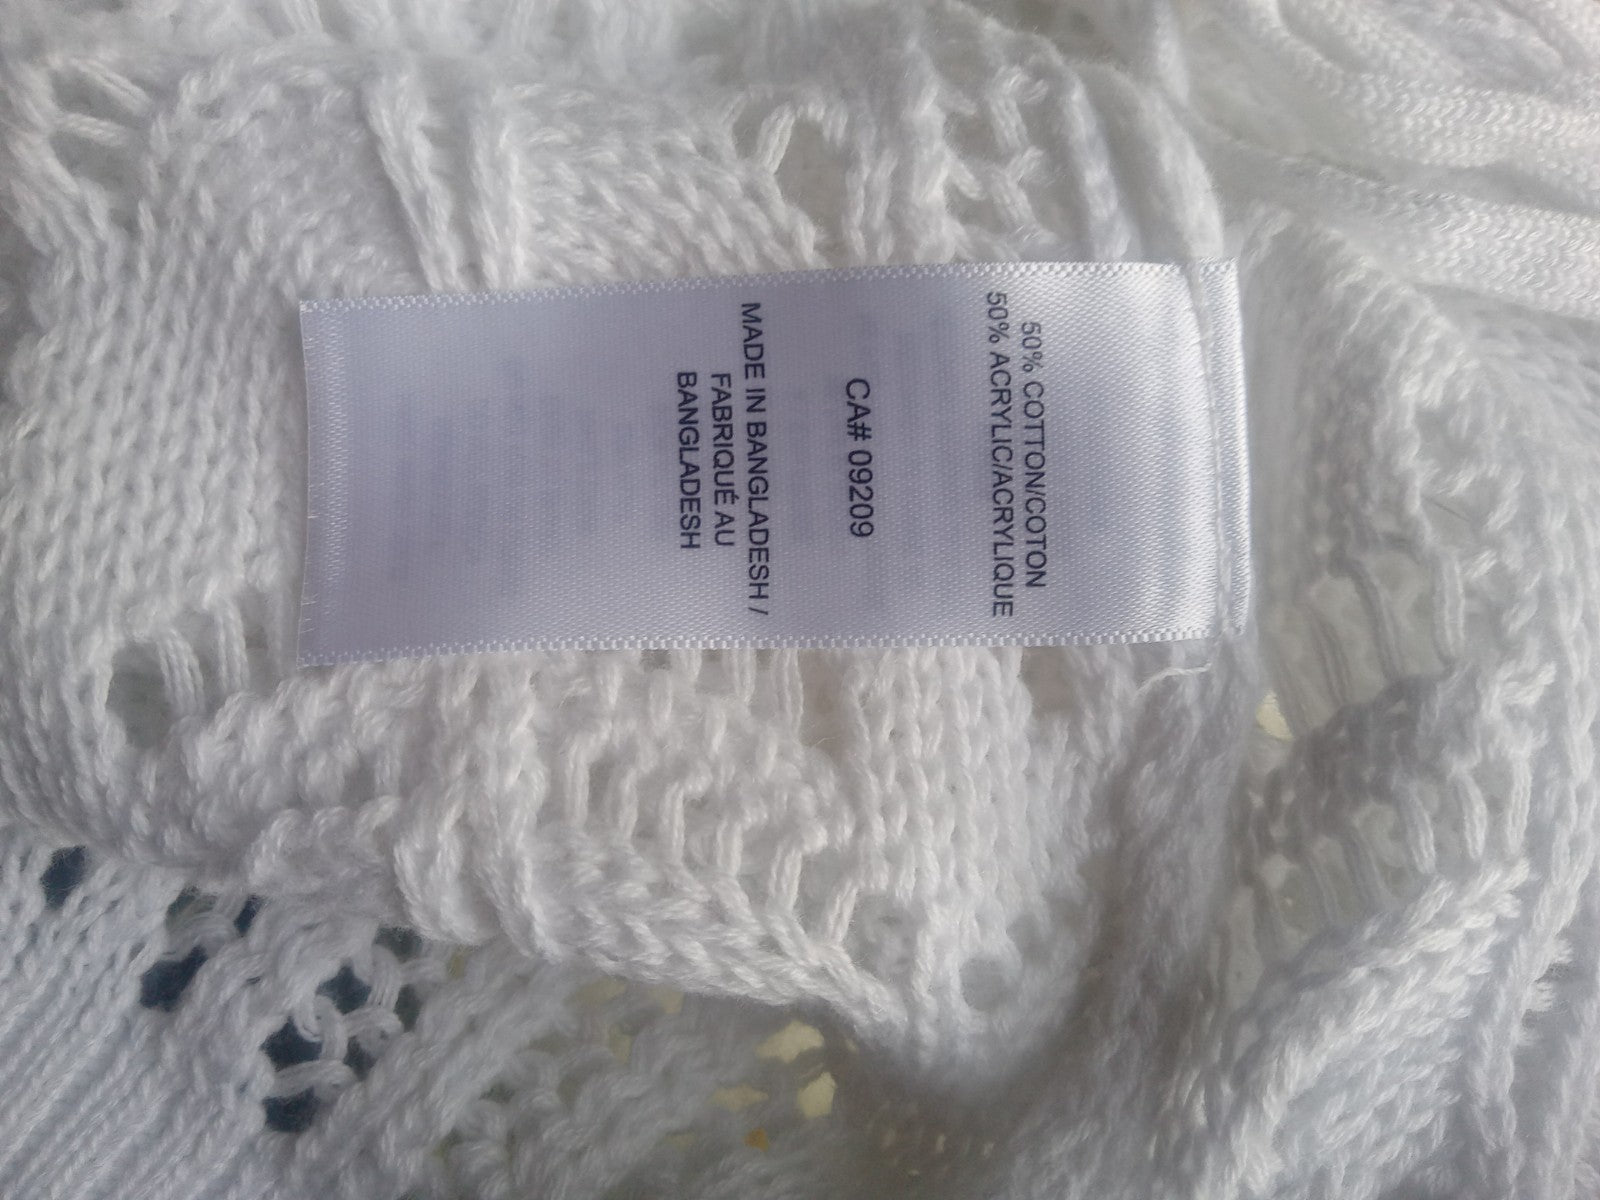 50% COTTON/COTON
50% ACRYLIC/ACRYLIQUE
CA# 09209
MADE IN BANGLADESH /
FABRIQUÉ AU
BANGLADESH